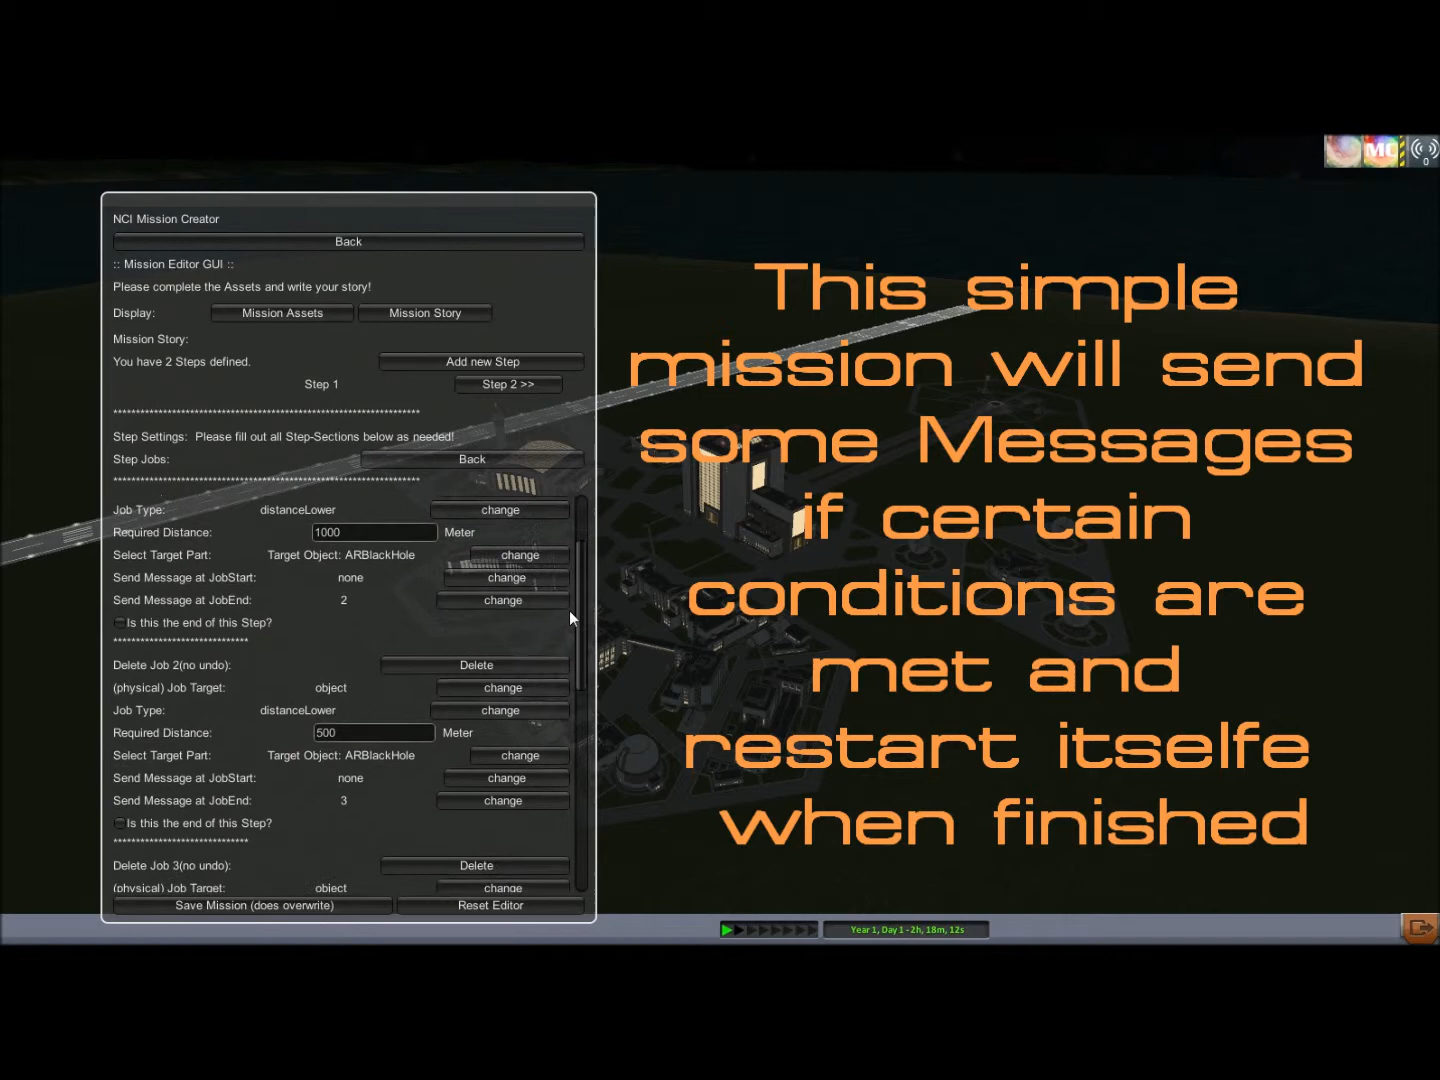 MC
0
NCI Mission Creator
Back
:: Mission Editor GUI ::
Please complete the Assets and write your story!
Display: Mission Assets Mission Story
Mission Story:
You have 2 Steps defined. Add new Step
Step 1 Step 2 >>
Step Settings: Please fill out all Step-Sections below as needed!
Step Jobs: Back
Job Type: distanceLower change
Required Distance: 1000 Meter
Select Target Part: Target Object: ARBlackHole change
Send Message at JobStart: none change
Send Message at JobEnd: 2 change
Is this the end of this Step?
******************************
Delete Job 2(no undo): Delete
(physical) Job Target: object change
Job Type: distanceLower change
Required Distance: 500 Meter
Select Target Part: Target Object: ARBlackHole change
Send Message at JobStart: none change
Send Message at JobEnd: 3 change
Is this the end of this Step?
******************************
Delete Job 3(no undo): Delete
(physical) Job Target: object change
Save Mission (does overwrite) Reset Editor
This simple
mission will send
some Messages
if certain
conditions are
met and
restart itselfe
when finished
Year 1, Day 1 - 2h, 18m, 12s